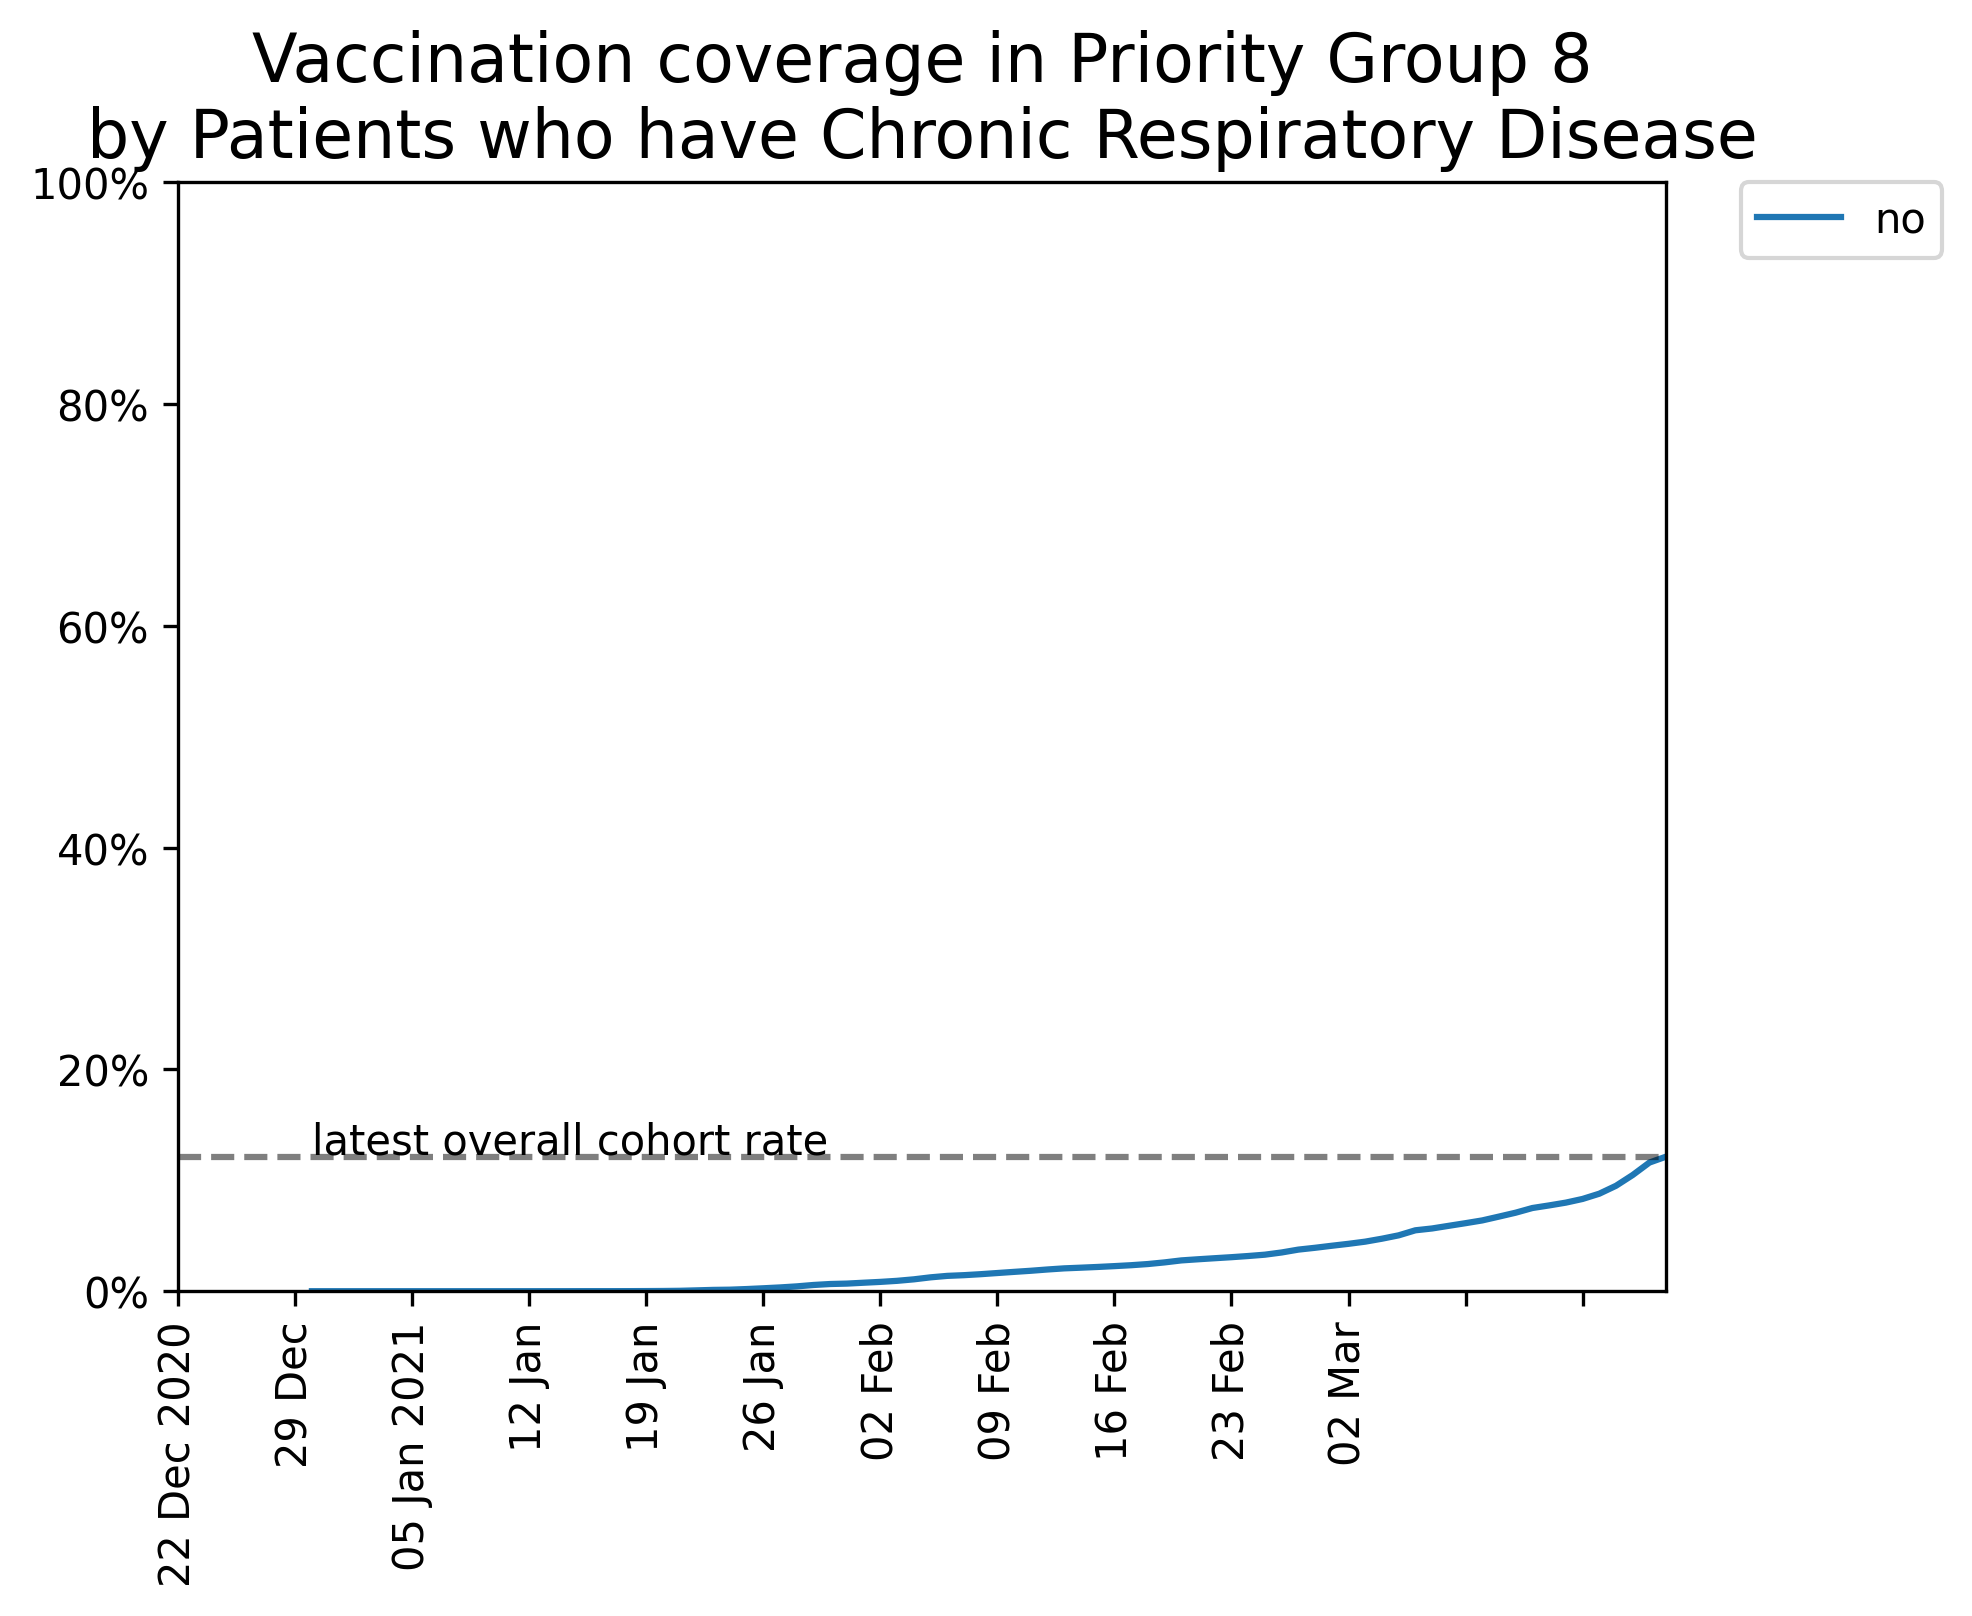 Vaccination coverage in Priority Group 8
by Patients who have Chronic Respiratory Disease
100%
80%
60%
40%
20%
0%
no
latest overall cohort rate
22 Dec 2020
29 Dec
05 Jan 2021
12 Jan
19 Jan
26 Jan
02 Feb
09 Feb
16 Feb
23 Feb
02 Mar